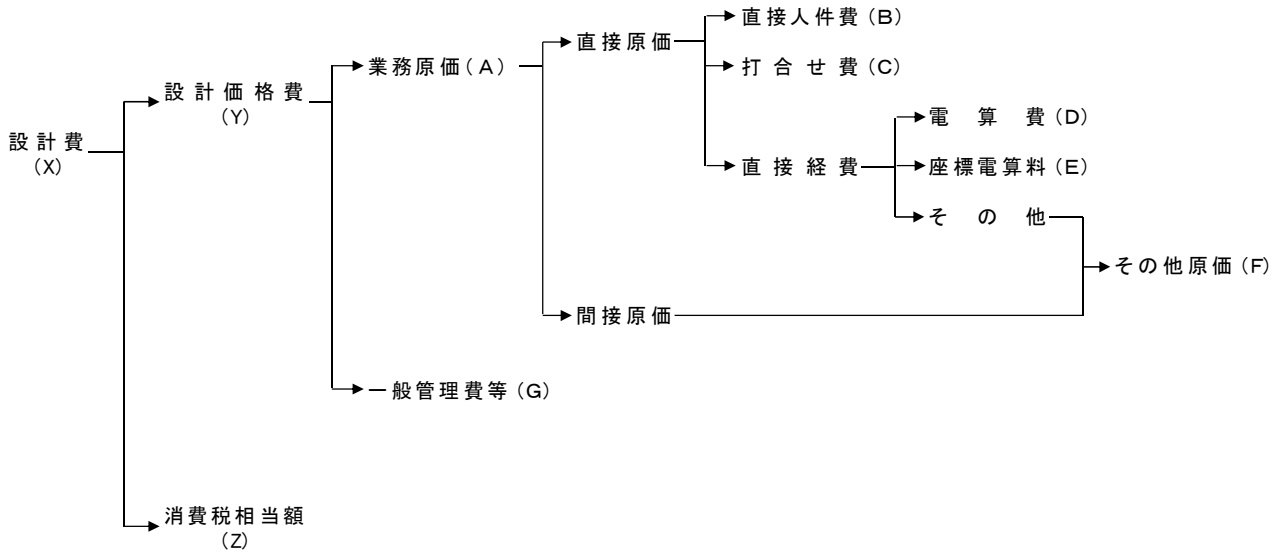 直接人件費(B)
直接原価
業務原価(A)
打合せ費(C)
設計価格費
(Y)
電算費(D)
設計費
(X)
直接経費
座標電算料(E)
その他
その他原価(F)
間接原価
一般管理費等(G)
消費税相当額
(Z)